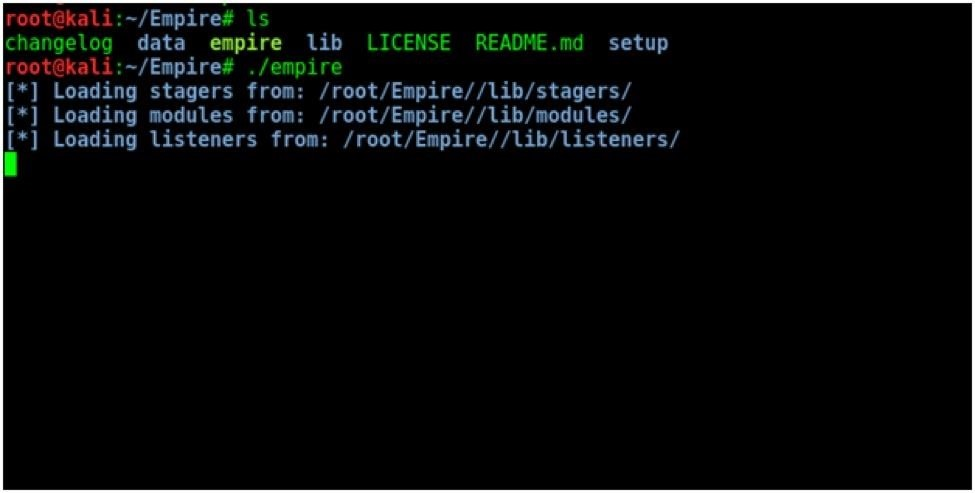 root@kali:~/Empire# ls
changelog data empire lib LICENSE README.md setup
root@kali:~/Empire# ./empire
[*] Loading stagers from: /root/Empire//lib/stagers/
[*] Loading modules from: /root/Empire//lib/modules/
[*] Loading listeners from: /root/Empire//lib/listeners/